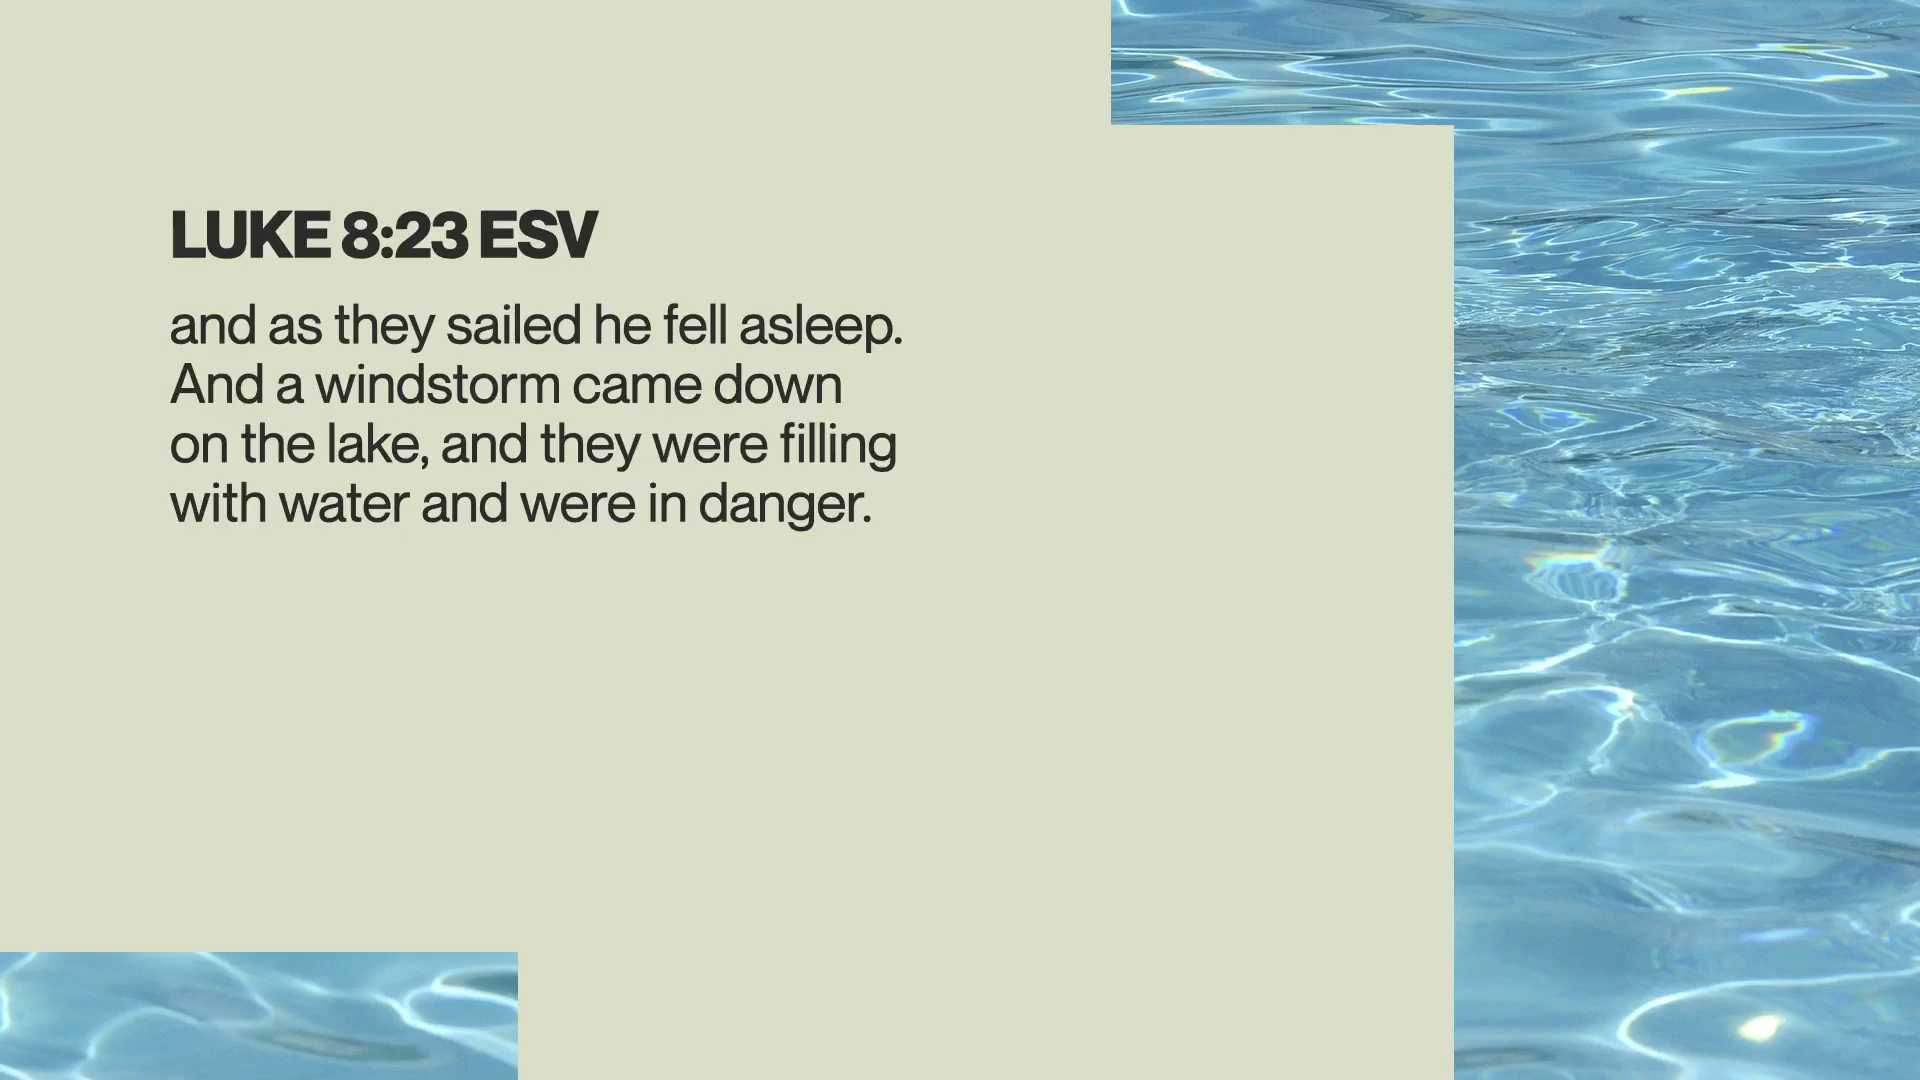 LUKE 8:23 ESV
and as they sailed he fell asleep.
And a windstorm came down
on the lake, and they were filling
with water and were in danger.